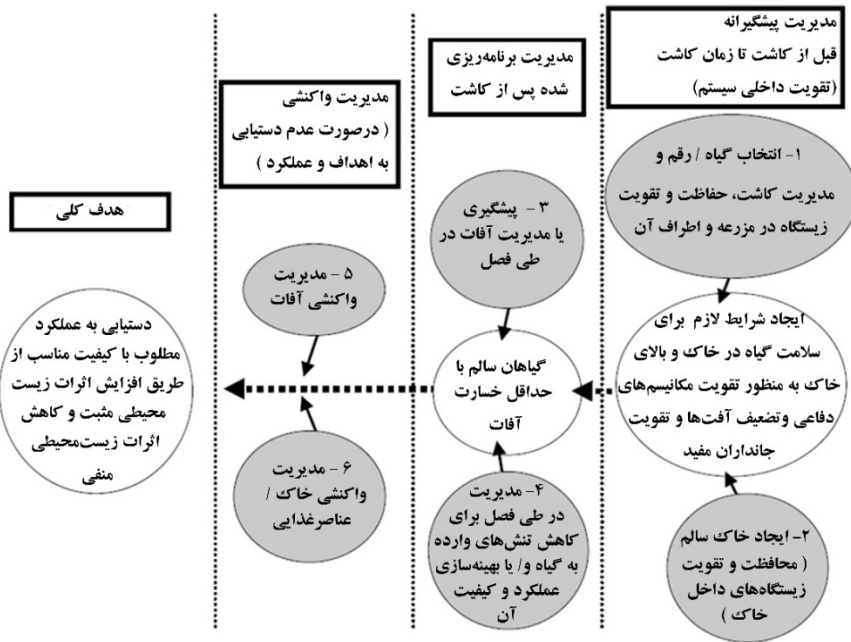 مدیریت پیشگیرانه
قبل از کاشت تا زمان کاشت
(تقویت داخلی سیستم)
۱- انتخاب گیاه / رقم و
مدیریت کاشت، حفاظت و تقویت
زیستگاه در مزرعه و اطراف آن
ایجاد شرایط لازم برای
سلامت گیاه در خاک و بالای
خاک به منظور تقویت مکانیسم‌های
دفاعی وتضعیف آفت‌ها و تقویت
جانداران مفید
۲- ایجاد خاک سالم
( محافظت و تقویت
زیستگاه‌های داخل
خاک )
مدیریت برنامه‌ریزی
شده پس از کاشت
۳ - پیشگیری
یا مدیریت آفات در
طی فصل
گیاهان سالم با
حداقل خسارت
آفات
۴- مدیریت
در طی فصل برای
کاهش تنش‌های وارده
به گیاه و/ یا بهینه‌سازی
عملکرد و کیفیت
آن
مدیریت واکنشی
( درصورت عدم دستیابی
به اهداف و عملکرد )
۵ - مدیریت
واکنشی آفات
۶ - مدیریت
واکنشی خاک /
عناصرغذایی
هدف کلی
دستیابی به عملکرد
مطلوب با کیفیت مناسب از
طریق افزایش اثرات زیست
محیطی مثبت و کاهش
اثرات زیست‌محیطی
منفی